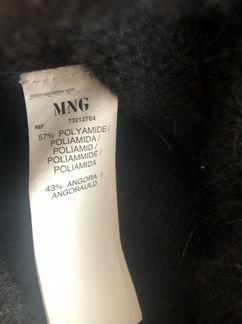 MNG
73212704
REF
57% POLYAMIDE/
POLIAMIDA/
POLIAMID/
POLIAMMIDE/
POLIAMIDA
43% ANGORA/
ANGORAULD